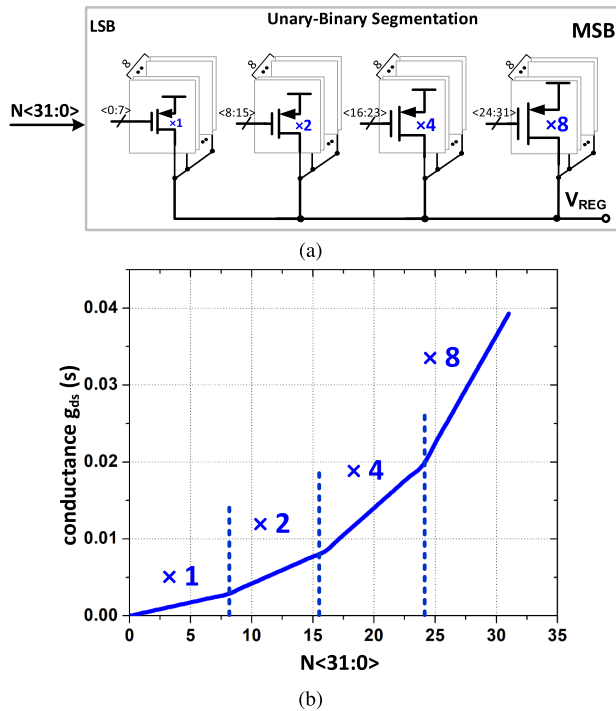 Unary-Binary Segmentation
LSB
MSB
8
8
8
8
N<31:0>
<0:7>
×1
<8:15>
×2
<16:23>
×4
<24:31>
×8
VREG
(a)
conductance gds (s)
0.04
0.03
0.02
0.01
0.00
× 1
× 2
× 4
× 8
0 5 10 15 20 25 30 35
N<31:0>
(b)